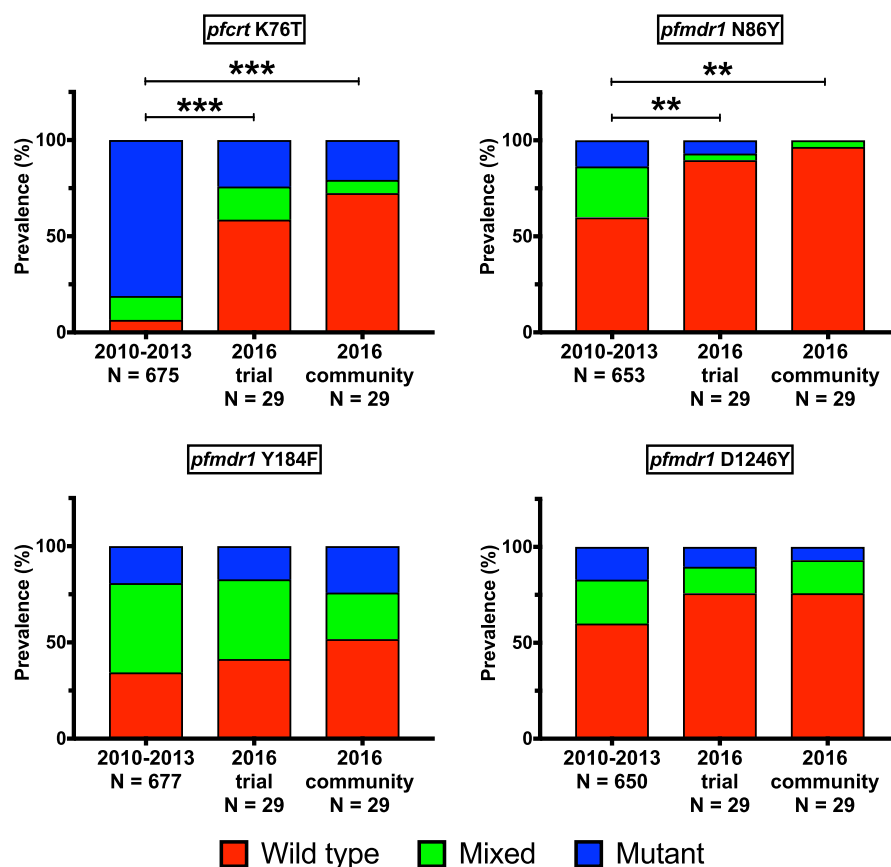 pfcrt K76T
***
***
Prevalence (%)
100
50
0
2010-2013
N = 675
2016
trial
N = 29
2016
community
N = 29
pfmdr1 N86Y
**
**
Prevalence (%)
100
50
0
2010-2013
N = 653
2016
trial
N = 29
2016
community
N = 29
pfmdr1 Y184F
Prevalence (%)
100
50
0
2010-2013
N = 677
2016
trial
N = 29
2016
community
N = 29
pfmdr1 D1246Y
Prevalence (%)
100
50
0
2010-2013
N = 650
2016
trial
N = 29
2016
community
N = 29
Wild type
Mixed
Mutant